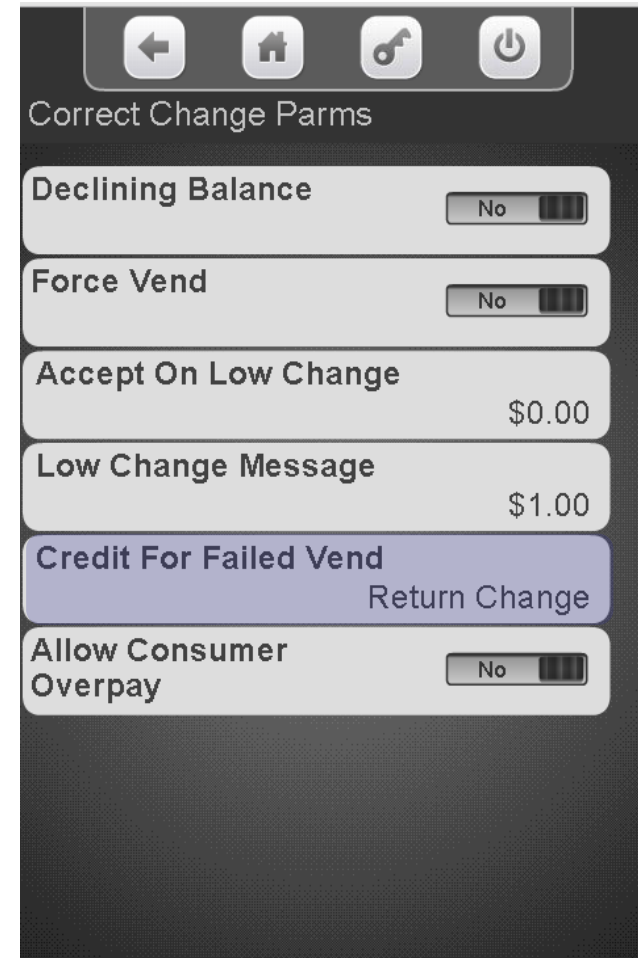 Correct Change Parms
Declining Balance
No
Force Vend
No
Accept On Low Change
$0.00
Low Change Message
$1.00
Credit For Failed Vend
Return Change
Allow Consumer
Overpay
No